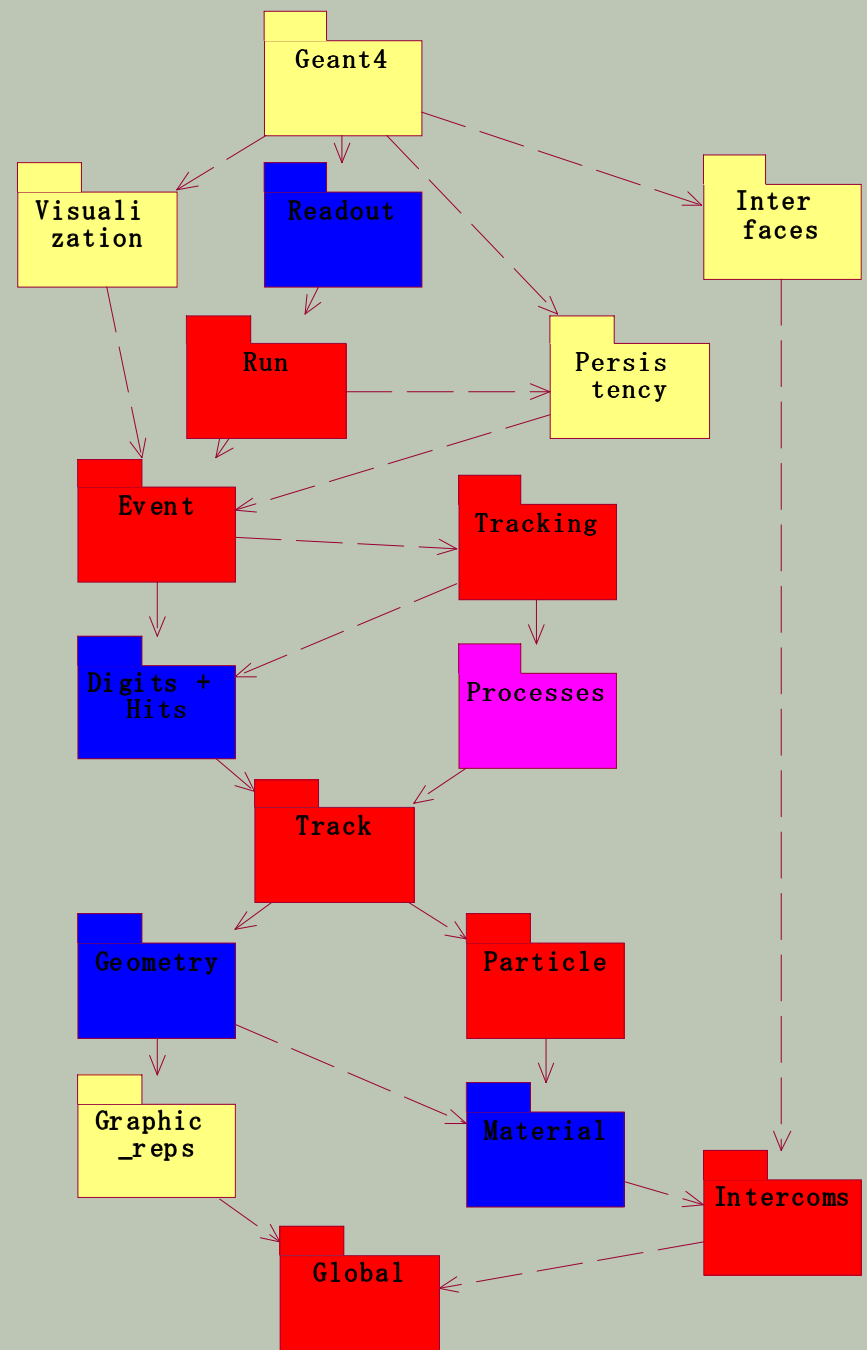 Geant4
Visuali
zation
Readout
Inter
faces
Run
Persis
tency
Event
Tracking
Digits +
Hits
Processes
Track
Geometry
Particle
Graphic
_reps
Material
Intercoms
Global